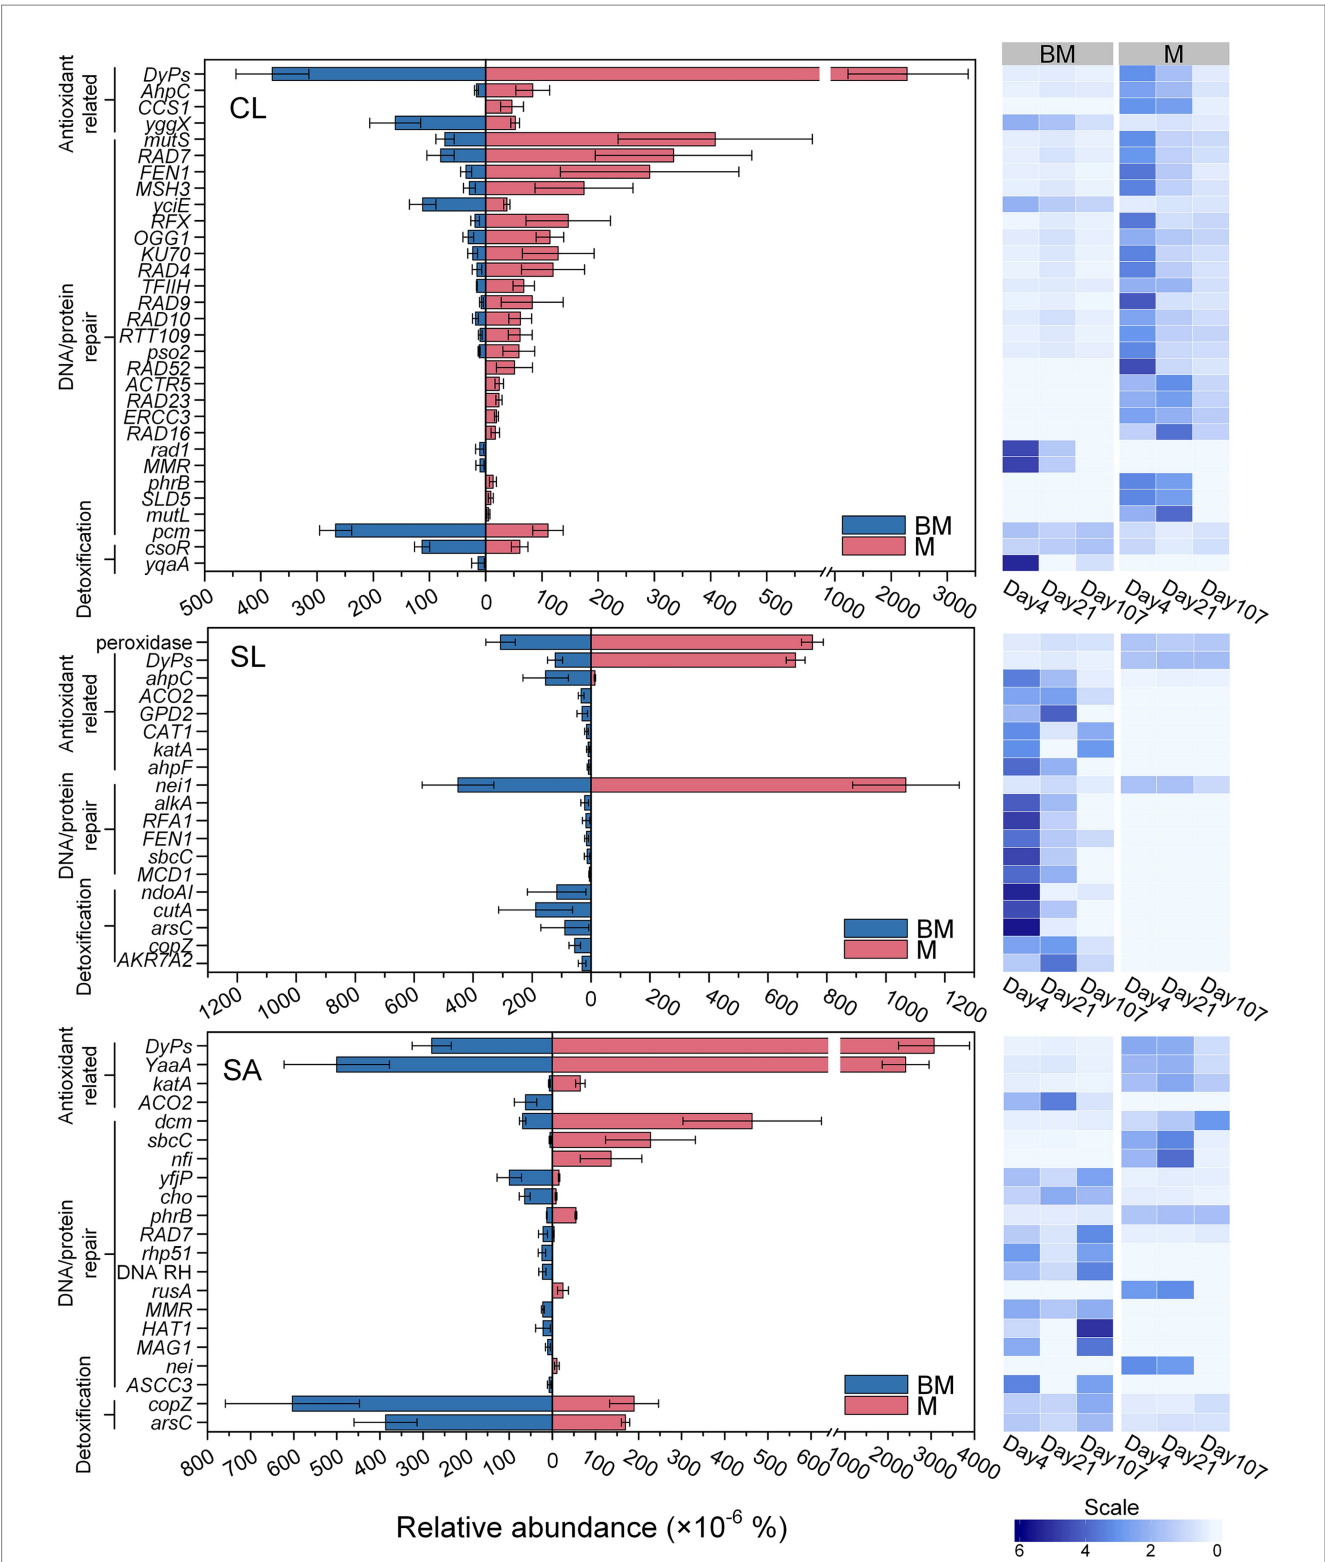 BM M
CL
Antioxidant
related
DyPs
AhpC
CCS1
yggX
DNA/protein
repair
mutS
RAD7
FEN1
MSH3
yciE
RFX
OGG1
KU70
RAD4
TFIIH
RAD9
RAD10
RTT109
pso2
RAD52
ACTR5
RAD23
ERCC3
RAD16
rad1
MMR
phrB
SLD5
mutL
pcm
Detoxification
csoR
yqaA
BM
M
500 400 300 200 100 0 100 200 300 400 500 1000 2000 3000
Day4 Day21 Day107 Day4 Day21 Day107
SL
Antioxidant
related
peroxidase
DyPs
ahpC
ACO2
GPD2
CAT1
katA
ahpF
DNA/protein
repair
nei1
alkA
RFA1
FEN1
sbcC
MCD1
Detoxification
ndoAI
cutA
arsC
copZ
AKR7A2
BM
M
1200 1000 800 600 400 200 0 200 400 600 800 1000 1200
Day4 Day21 Day107 Day4 Day21 Day107
SA
Antioxidant
related
DyPs
YaaA
katA
ACO2
DNA/protein
repair
dcm
sbcC
nfi
yfjP
cho
phrB
RAD7
rhp51
DNA RH
rusA
MMR
HAT1
MAG1
nei
ASCC3
Detoxification
copZ
arsC
BM
M
800 700 600 500 400 300 200 100 0 100 200 300 400 500 600 1000 2000 3000 4000
Day4 Day21 Day107 Day4 Day21 Day107
Relative abundance (×10-6 %)
Scale
6 4 2 0